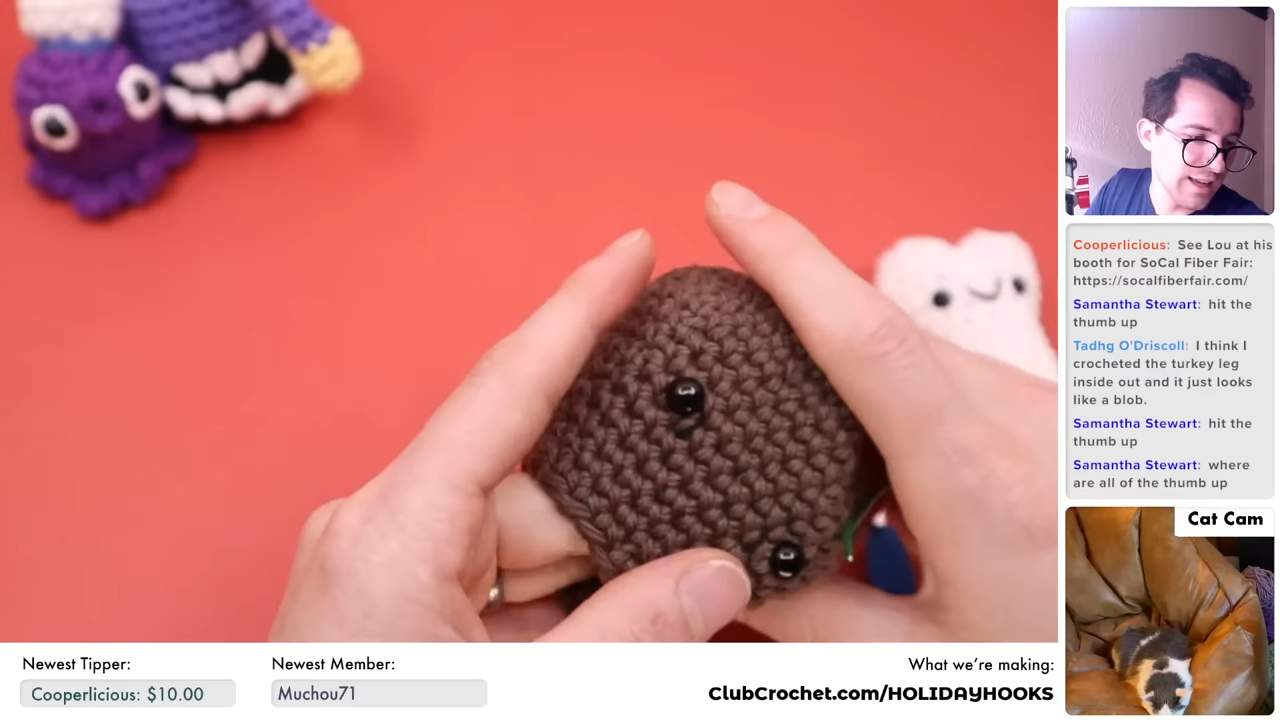 Cooperlicious: See Lou at his
booth for SoCal Fiber Fair:
https://socalfiberfair.com/
Samantha Stewart: hit the
thumb up
Tadhg O'Driscoll: I think I
crocheted the turkey leg
inside out and it just looks
like a blob.
Samantha Stewart: hit the
thumb up
Samantha Stewart: where
are all of the thumb up
Cat Cam
Newest Tipper:
Cooperlicious: $10.00
Newest Member:
Muchou71
What we're making:
ClubCrochet.com/HOLIDAYHOOKS